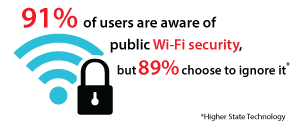 91% of users are aware of
public Wi-Fi security,
but 89% choose to ignore it*
*Higher State Technology